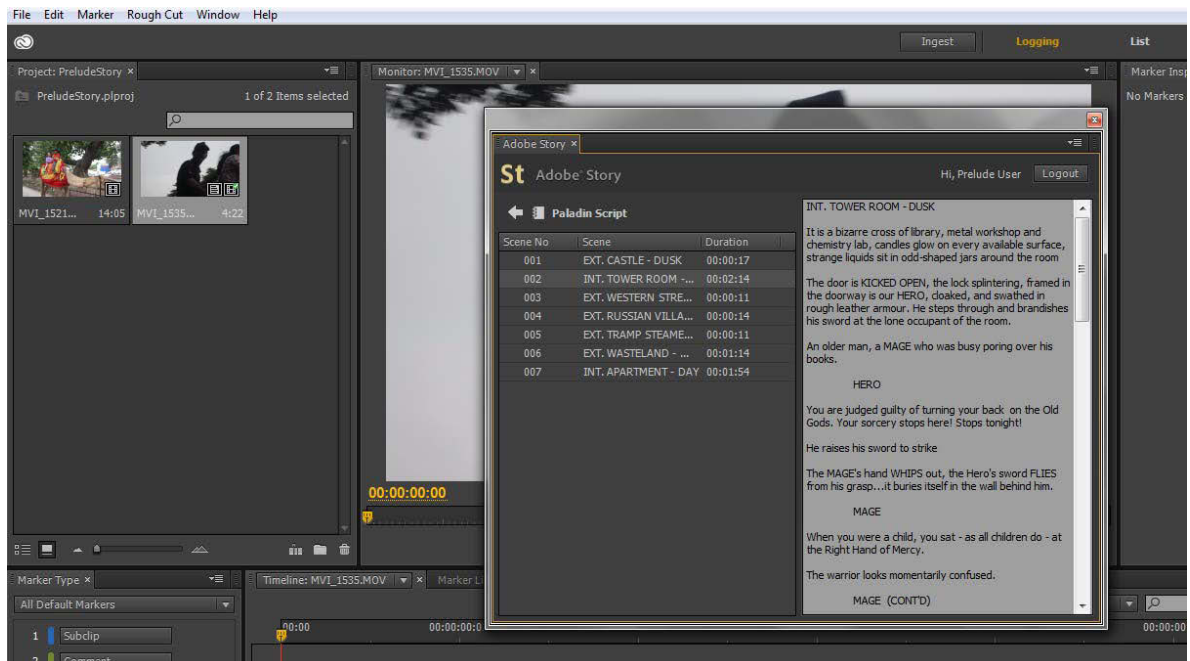 File Edit Marker Rough Cut Window Help
Ingest Logging List
Project: PreludeStory
PreludeStory.plproj 1 of 2 Items selected
MVI_1521... 14:05 MVI_1535... 4:22
Monitor: MVI_1535.MOV
Marker Insp
No Markers
Adobe Story
St Adobe Story Hi, Prelude User Logout
Paladin Script
Scene No Scene Duration
001 EXT. CASTLE - DUSK 00:00:17
002 INT. TOWER ROOM -... 00:02:14
003 EXT. WESTERN STRE... 00:00:11
004 EXT. RUSSIAN VILLA... 00:00:14
005 EXT. TRAMP STEAME... 00:00:11
006 EXT. WASTELAND - ... 00:01:14
007 INT. APARTMENT - DAY 00:01:54
INT. TOWER ROOM - DUSK
It is a bizarre cross of library, metal workshop and
chemistry lab, candles glow on every available surface,
strange liquids sit in odd-shaped jars around the room
The door is KICKED OPEN, the lock splintering, framed in
the doorway is our HERO, cloaked, and swathed in
rough leather armour. He steps through and brandishes
his sword at the lone occupant of the room.
An older man, a MAGE who was busy poring over his
books.
HERO
You are judged guilty of turning your back on the Old
Gods. Your sorcery stops here! Stops tonight!
He raises his sword to strike
The MAGE's hand WHIPS out, the Hero's sword FLIES
from his grasp...it buries itself in the wall behind him.
MAGE
When you were a child, you sat - as all children do - at
the Right Hand of Mercy.
The warrior looks momentarily confused.
MAGE (CONT'D)
00:00:00:00
Marker Type
All Default Markers
1 Subclip
2 Comment
Timeline: MVI_1535.MOV Marker Li
00:00 00:00:00:0 00:00:00